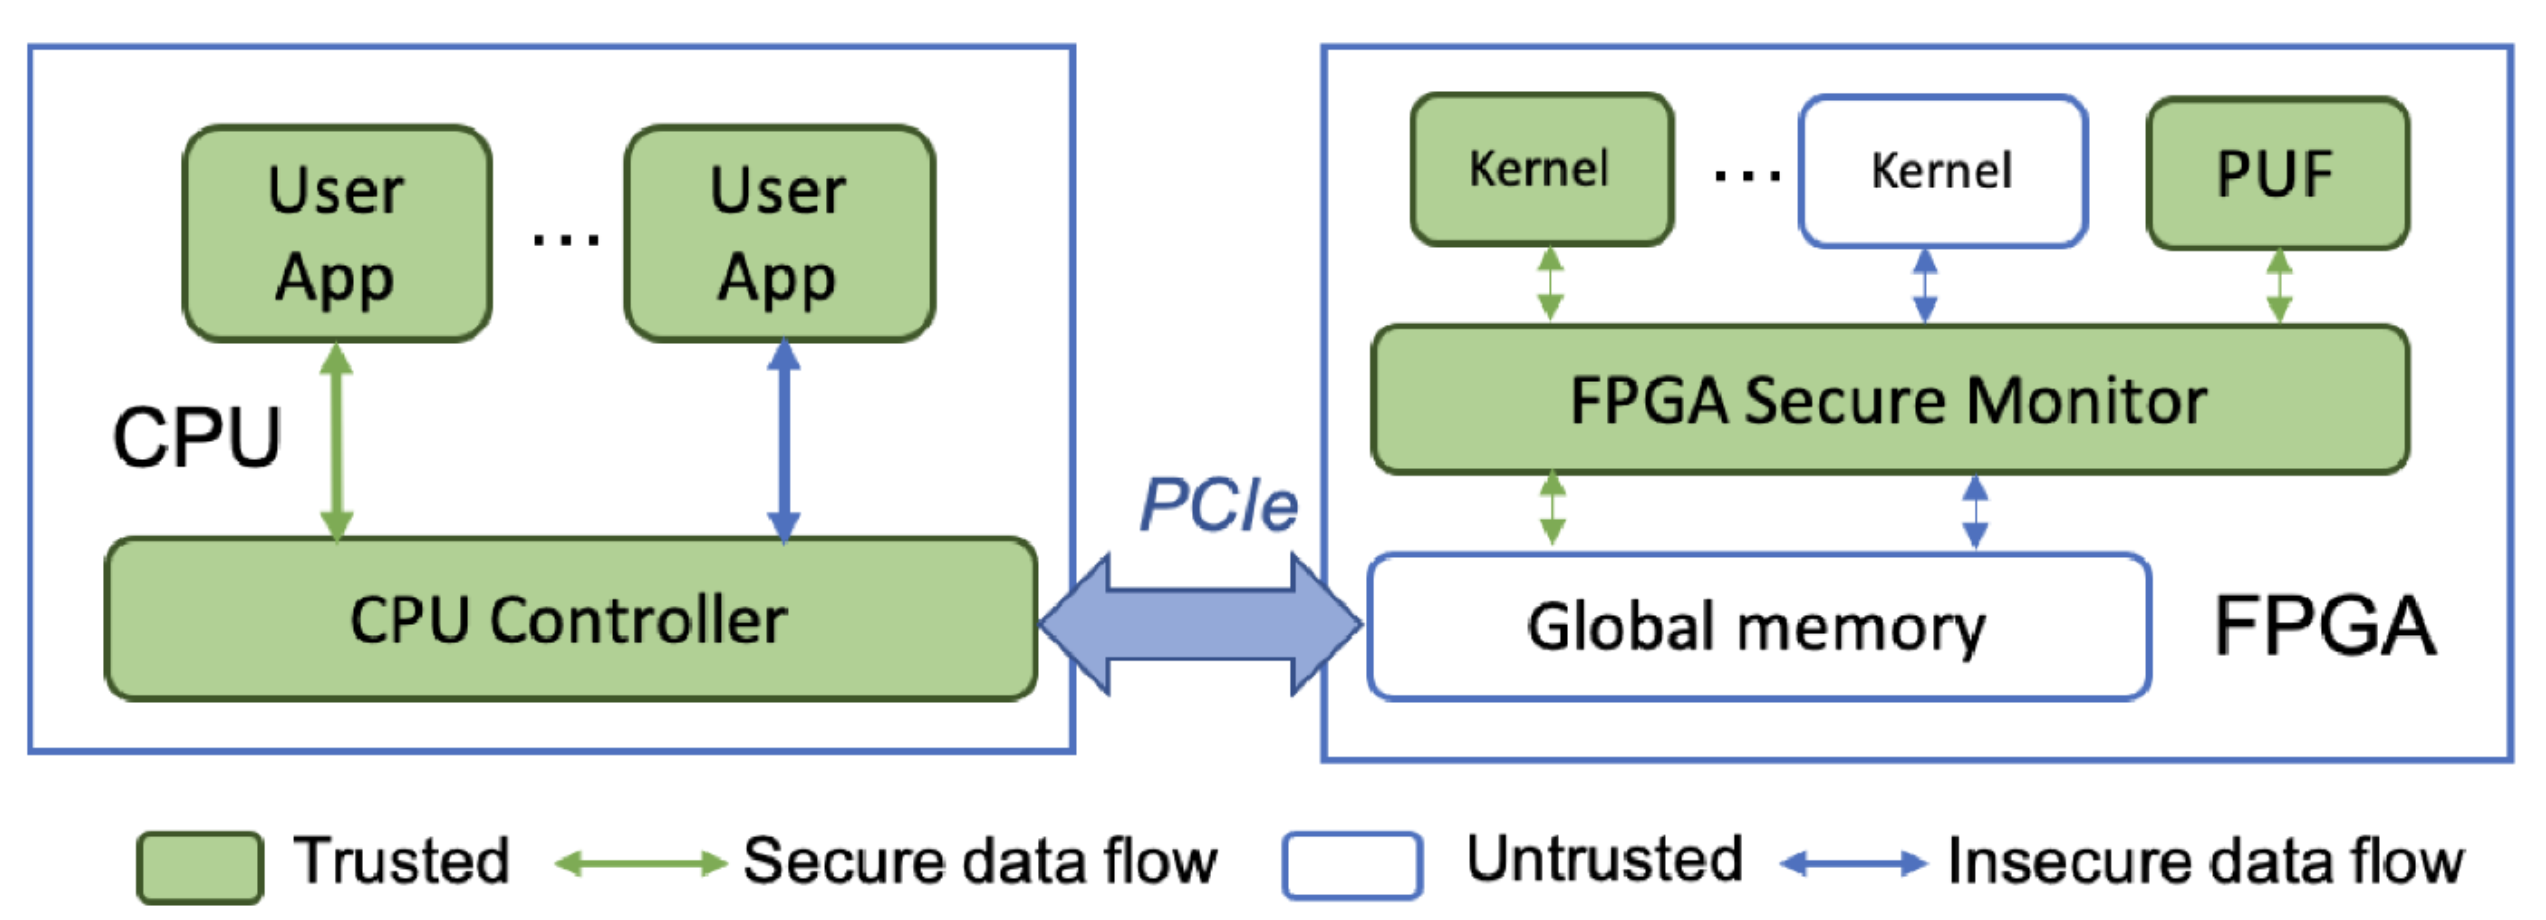 User
App
...
User
App
CPU
CPU Controller
PCIe
Kernel
...
Kernel
PUF
FPGA Secure Monitor
Global memory
FPGA
Trusted
Secure data flow
Untrusted
Insecure data flow